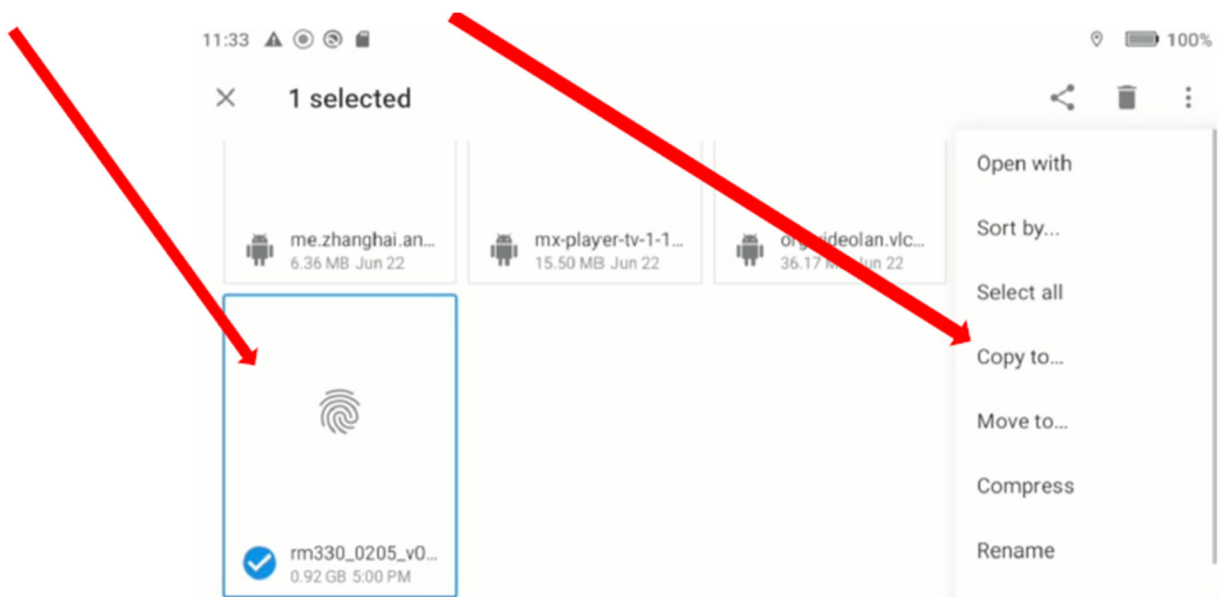 11:33
100%
1 selected
me.zhanghai.an...
6.36 MB Jun 22
mx-player-tv-1-1...
15.50 MB Jun 22
org.videolan.vlc...
36.17 MB Jun 22
rm330_0205_v0...
0.92 GB 5:00 PM
Open with
Sort by...
Select all
Copy to...
Move to...
Compress
Rename